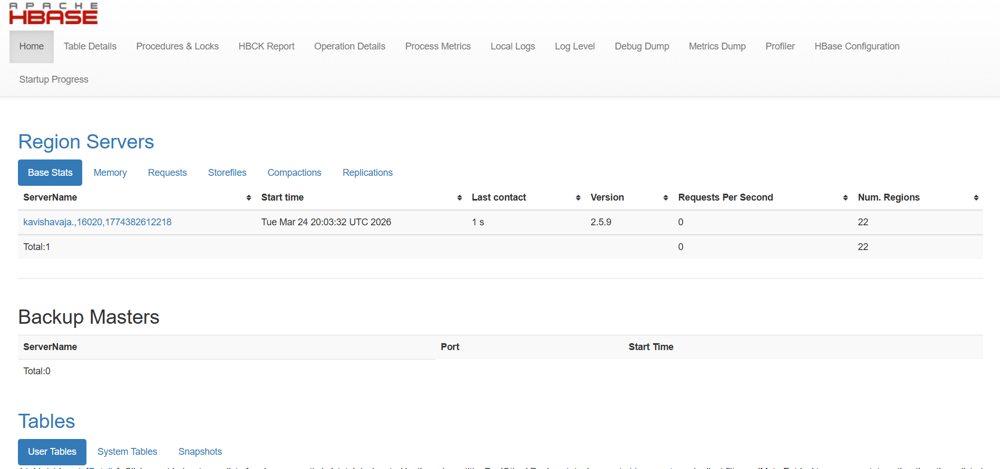 APACHE
HBASE
Home Table Details Procedures & Locks HBCK Report Operation Details Process Metrics Local Logs Log Level Debug Dump Metrics Dump Profiler HBase Configuration
Startup Progress
Region Servers
Base Stats Memory Requests Storefiles Compactions Replications
ServerName Start time Last contact Version Requests Per Second Num. Regions
kavishavaja.,16020,1774382612218 Tue Mar 24 20:03:32 UTC 2026 1 s 2.5.9 0 22
Total:1 0 22
Backup Masters
ServerName Port Start Time
Total:0
Tables
User Tables System Tables Snapshots